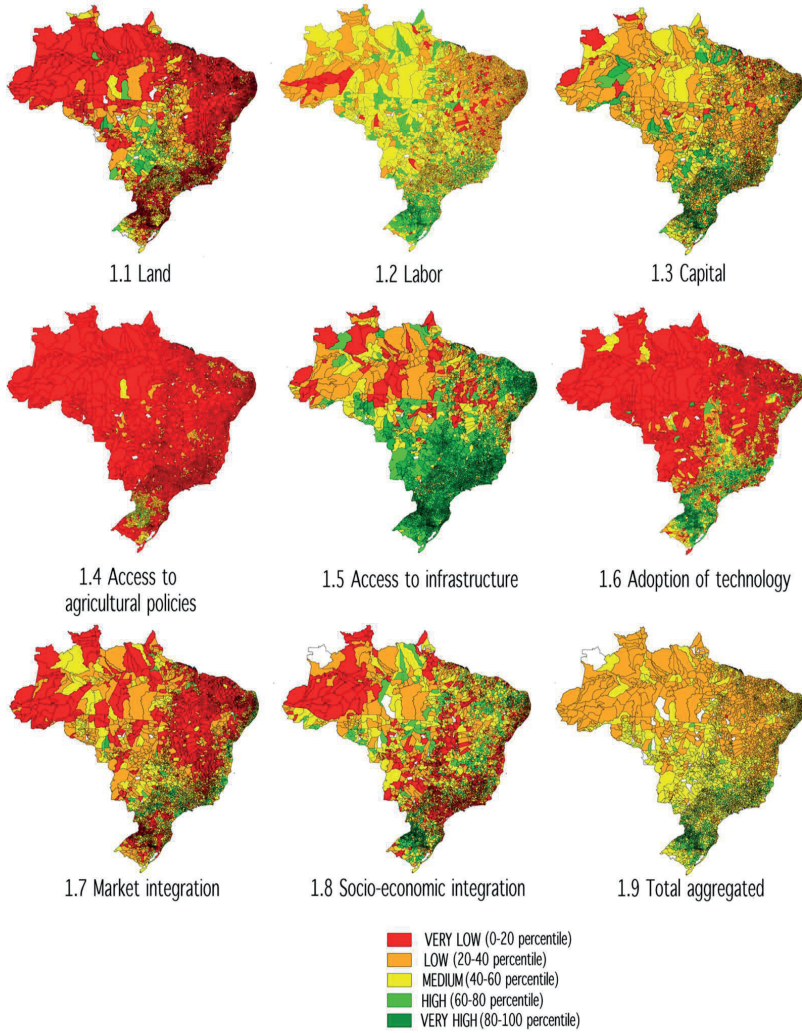 1.1 Land
1.2 Labor
1.3 Capital
1.4 Access to
agricultural policies
1.5 Access to infrastructure
1.6 Adoption of technology
1.7 Market integration
1.8 Socio-economic integration
1.9 Total aggregated
VERY LOW (0-20 percentile)
LOW (20-40 percentile)
MEDIUM (40-60 percentile)
HIGH (60-80 percentile)
VERY HIGH (80-100 percentile)